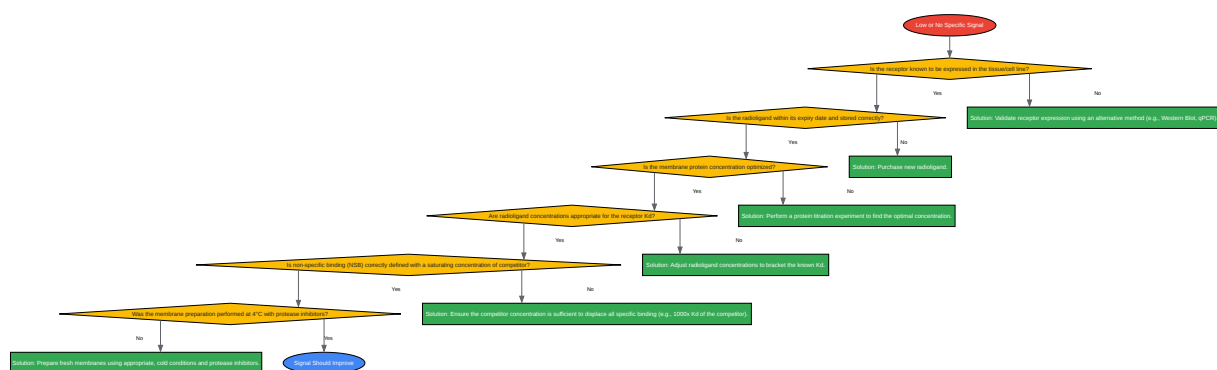 Low or No Specific Signal
Is the receptor known to be expressed in the tissue/cell line?
Yes
No
Is the radioligand within its expiry date and stored correctly?
Solution: Validate receptor expression using an alternative method (e.g., Western Blot, qPCR).
Yes
No
Is the membrane protein concentration optimized?
Solution: Purchase new radioligand.
Yes
No
Are radioligand concentrations appropriate for the receptor Kd?
Solution: Perform a protein titration experiment to find the optimal concentration.
Yes
No
Is non-specific binding (NSB) correctly defined with a saturating concentration of competitor?
Solution: Adjust radioligand concentrations to bracket the known Kd.
Yes
No
Was the membrane preparation performed at 4°C with protease inhibitors?
Solution: Ensure the competitor concentration is sufficient to displace all specific binding (e.g., 1000x Kd of the competitor).
No
Yes
Solution: Prepare fresh membranes using appropriate, cold conditions and protease inhibitors.
Signal Should Improve